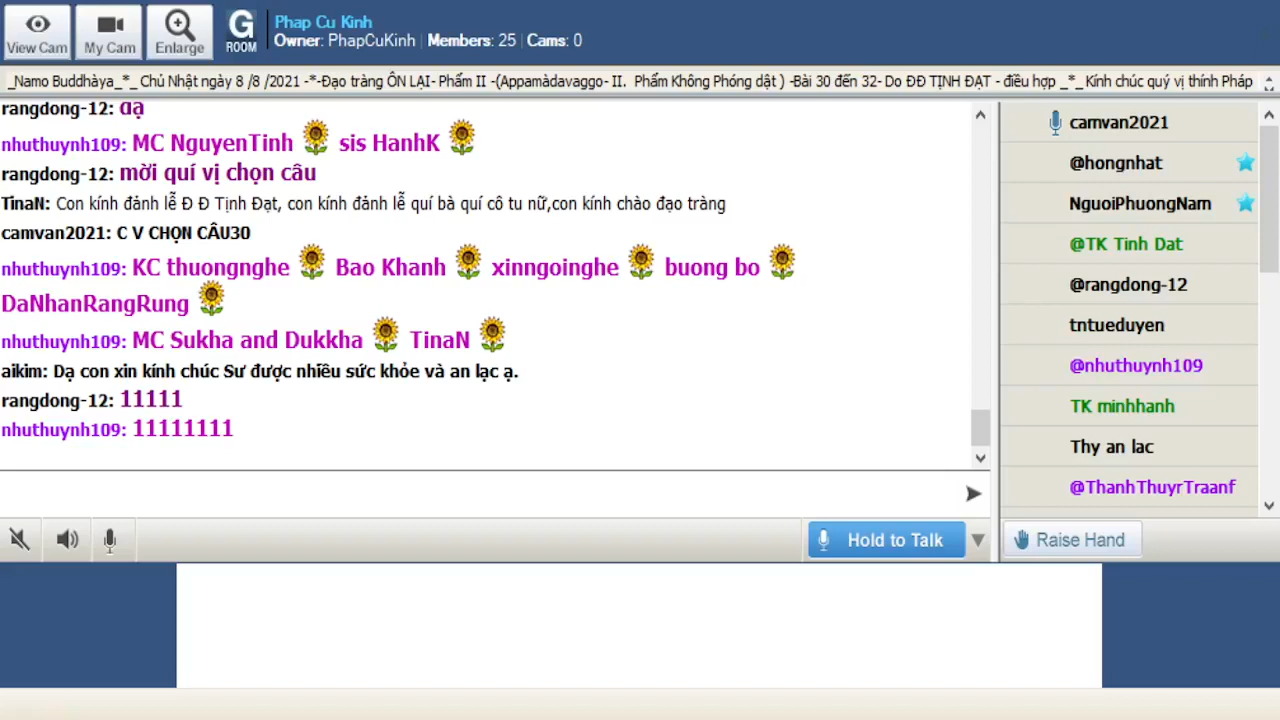 View Cam
My Cam
Enlarge
G
ROOM
Phap Cu Kinh
Owner: PhapCuKinh | Members: 25 | Cams: 0
_Namo Buddhàya_*_ Chủ Nhật ngày 8 /8 /2021 -*-Đạo tràng ÔN LẠI- Phẩm II -(Appamàdavaggo- II. Phẩm Không Phóng dật ) -Bài 30 đến 32- Do ĐĐ TỊNH ĐẠT - điều hợp _*_ Kính chúc quý vị thính Pháp
rangdong-12: dạ
nhuthuynh109: MC NguyenTinh sis HanhK
rangdong-12: mời quí vị chọn câu
TinaN: Con kính đảnh lễ Đ Đ Tịnh Đạt, con kính đảnh lễ quí bà quí cô tu nữ,con kính chào đạo tràng
camvan2021: C V CHỌN CÂU30
nhuthuynh109: KC thuongnghe Bao Khanh xinngoinghe buong bo
DaNhanRangRung
nhuthuynh109: MC Sukha and Dukkha TinaN
aikim: Dạ con xin kính chúc Sư được nhiều sức khỏe và an lạc ạ.
rangdong-12: 11111
nhuthuynh109: 11111111
camvan2021
@hongnhat
NguoiPhuongNam
@TK Tinh Dat
@rangdong-12
tntueduyen
@nhuthuynh109
TK minhhanh
Thy an lac
@ThanhThuyrTraanf
Hold to Talk
Raise Hand